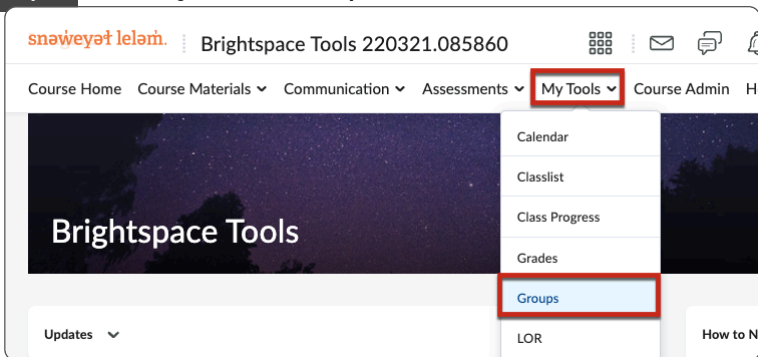 snəw̓eyəɬ leləm̓.
Brightspace Tools 220321.085860
Course Home Course Materials Communication Assessments My Tools Course Admin
Calendar
Classlist
Class Progress
Brightspace Tools
Grades
Groups
Updates
LOR
How to N